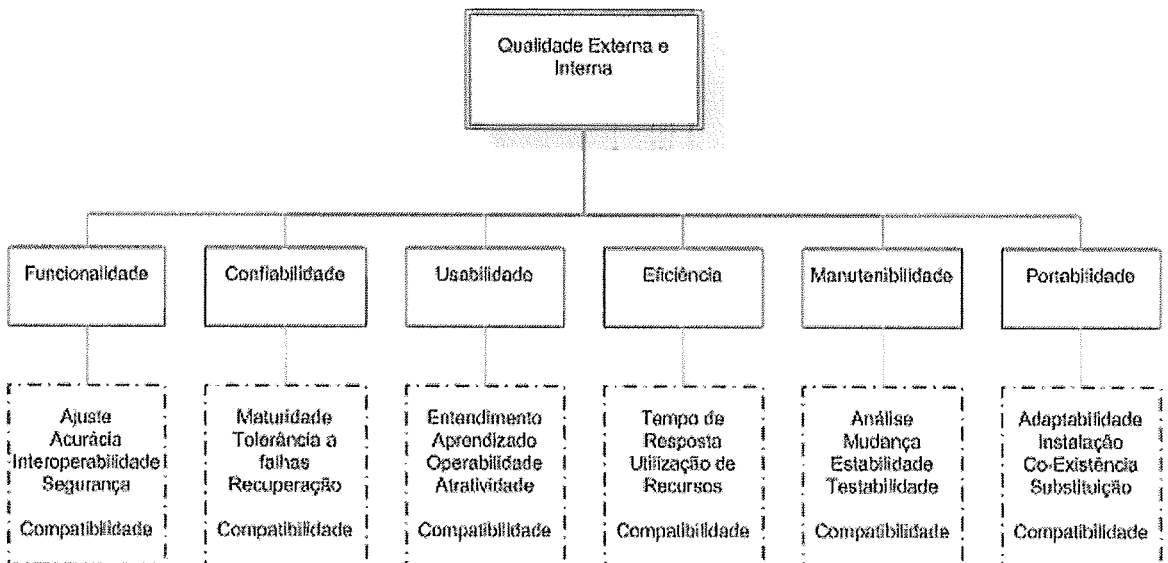 Qualidade Externa e
Interna
Funcionalidade
Confiabilidade
Usabilidade
Eficiência
Manutenibilidade
Portabilidade
Ajuste
Acurácia
Interoperabilidade
Segurança
Compatibilidade
Maturidade
Tolerância a
falhas
Recuperação
Compatibilidade
Entendimento
Aprendizado
Operabilidade
Atratividade
Compatibilidade
Tempo de
Resposta
Utilização de
Recursos
Compatibilidade
Análise
Mudança
Estabilidade
Testabilidade
Compatibilidade
Adaptabilidade
Instalação
Co-Existência
Substituição
Compatibilidade